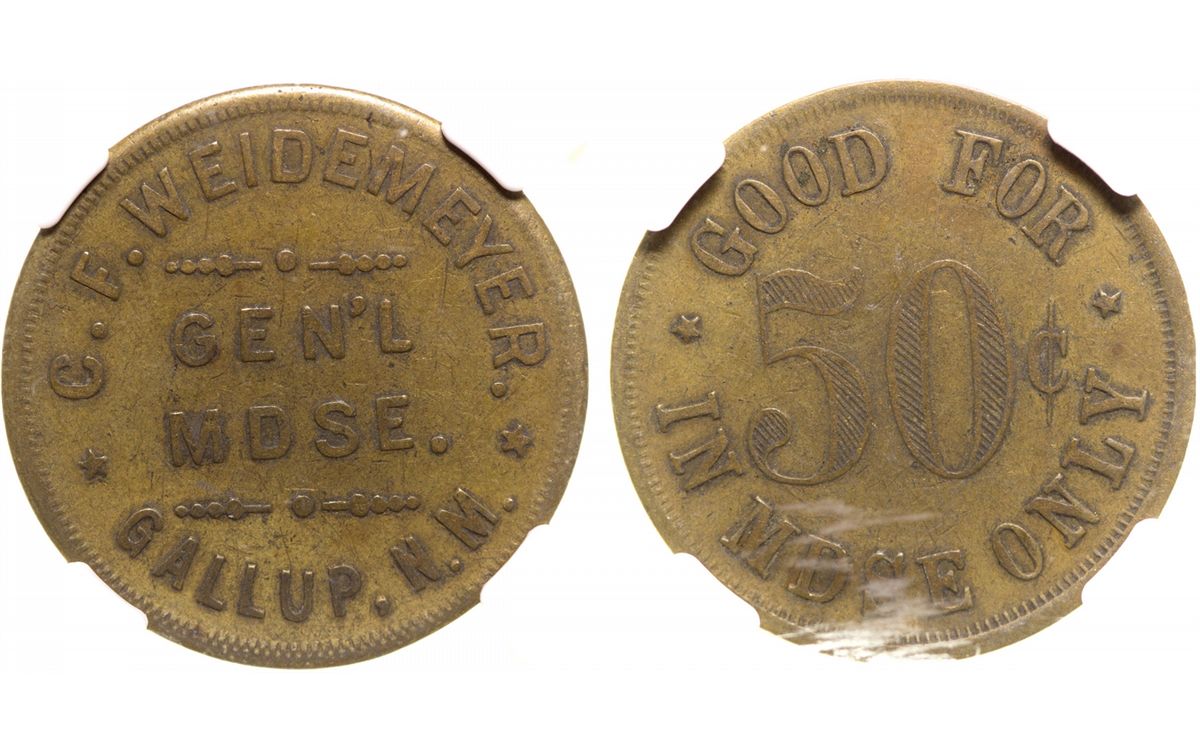 C. F. WEIDEMEYER.
GEN'L
MDSE.
GALLUP. N. M.
GOOD FOR
50¢
IN MDSE ONLY